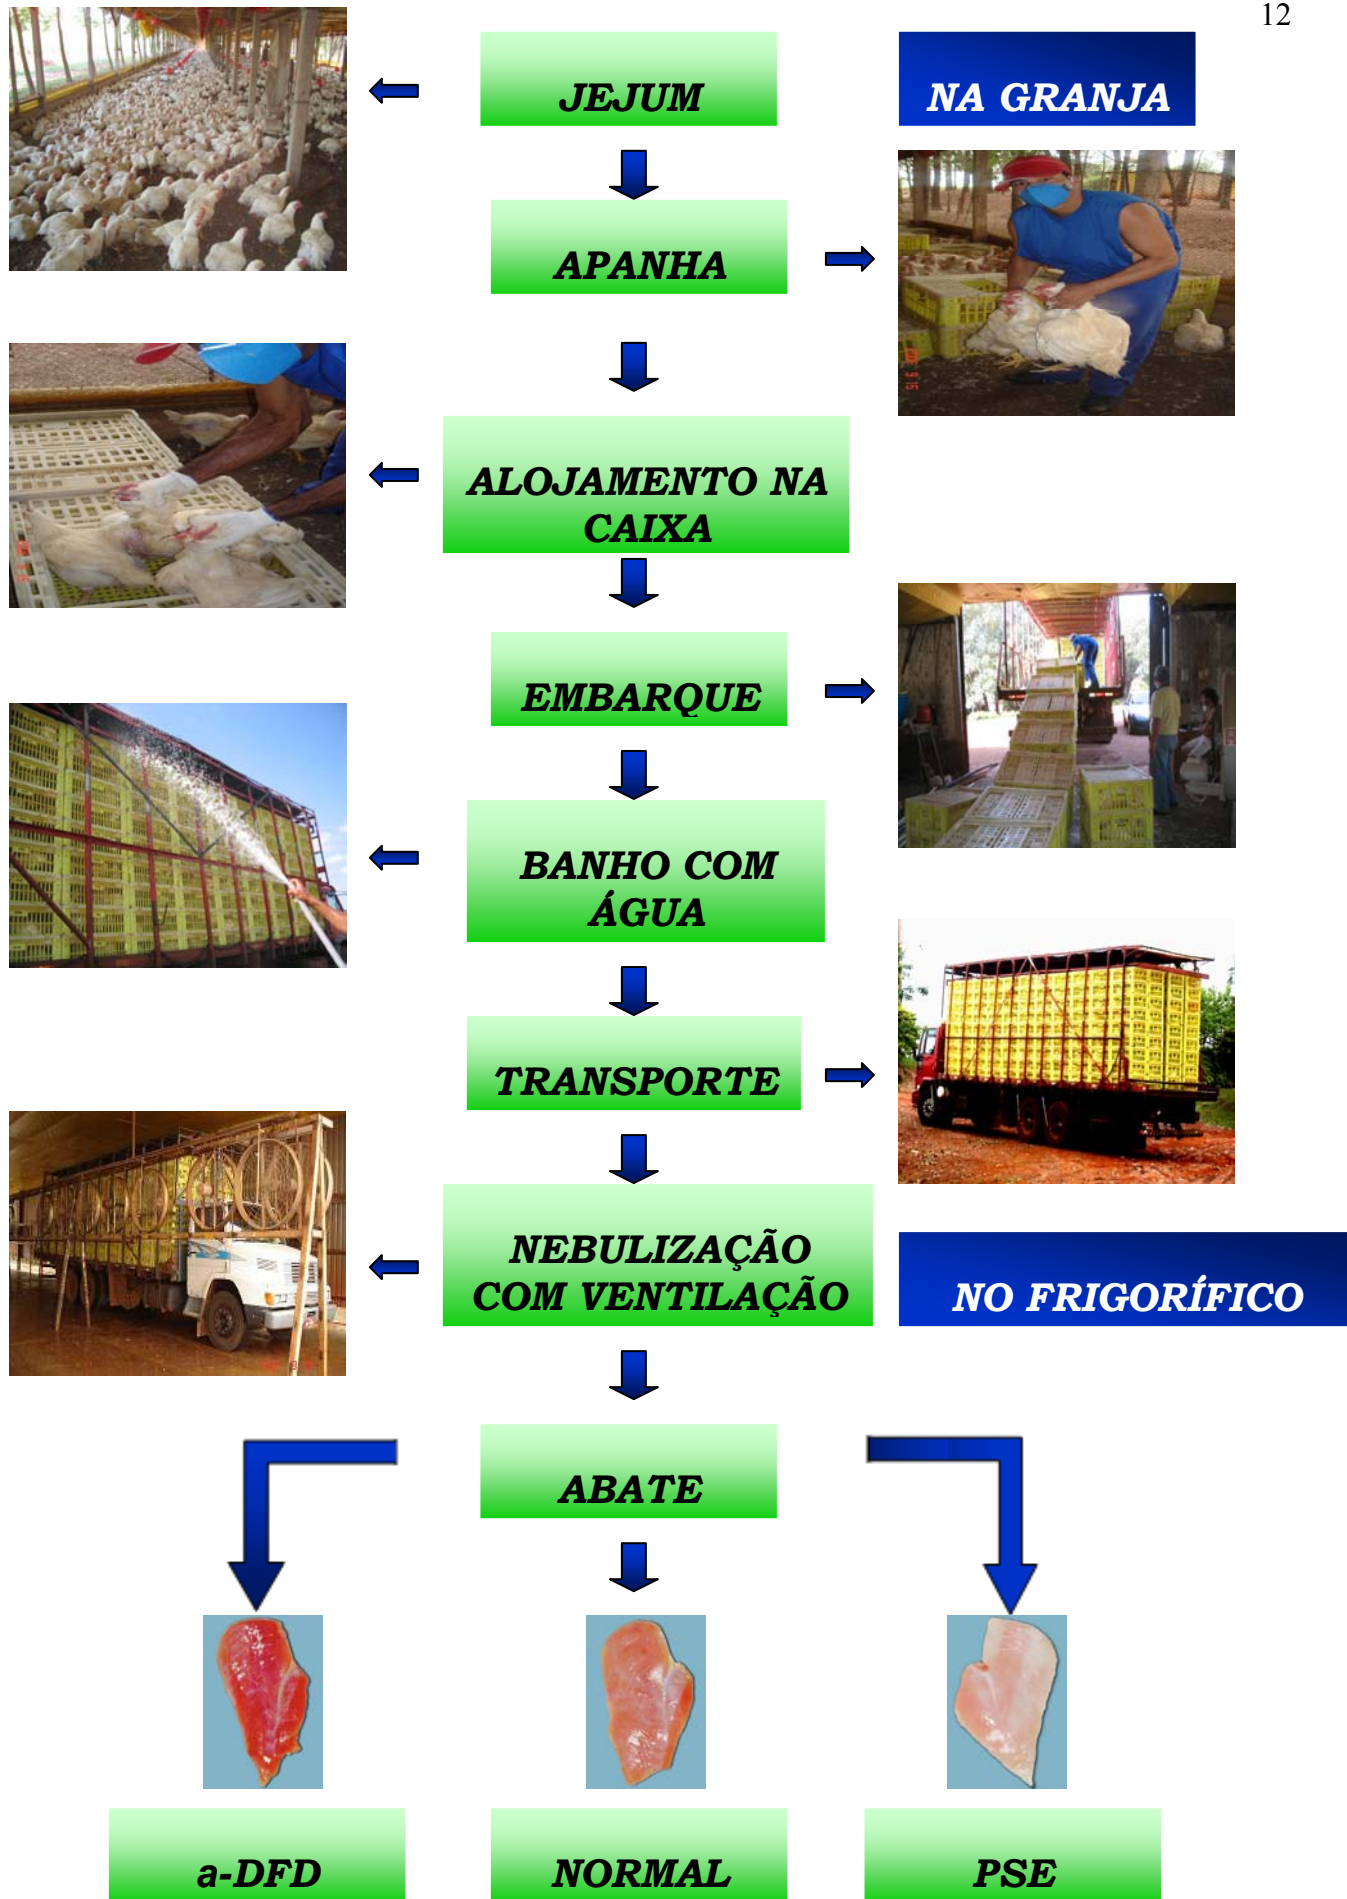 12
JEJUM
NA GRANJA
APANHA
ALOJAMENTO NA
CAIXA
EMBARQUE
BANHO COM
ÁGUA
TRANSPORTE
NEBULIZAÇÃO
COM VENTILAÇÃO
NO FRIGORÍFICO
ABATE
a-DFD
NORMAL
PSE